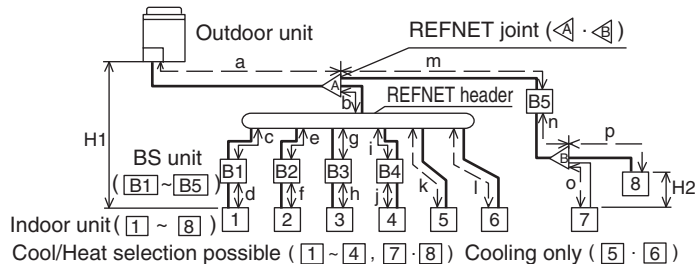 Outdoor unit
REFNET joint (A · B)
a
m
A
b
REFNET header
B5
H1
n
c
e
g
i
p
BS unit
(B1 ~ B5)
B1
B2
B3
B4
B
k
l
o
8
H2
d
f
h
j
Indoor unit (1 ~ 8)
1
2
3
4
5
6
7
Cool/Heat selection possible (1 ~ 4, 7 · 8) Cooling only (5 · 6)